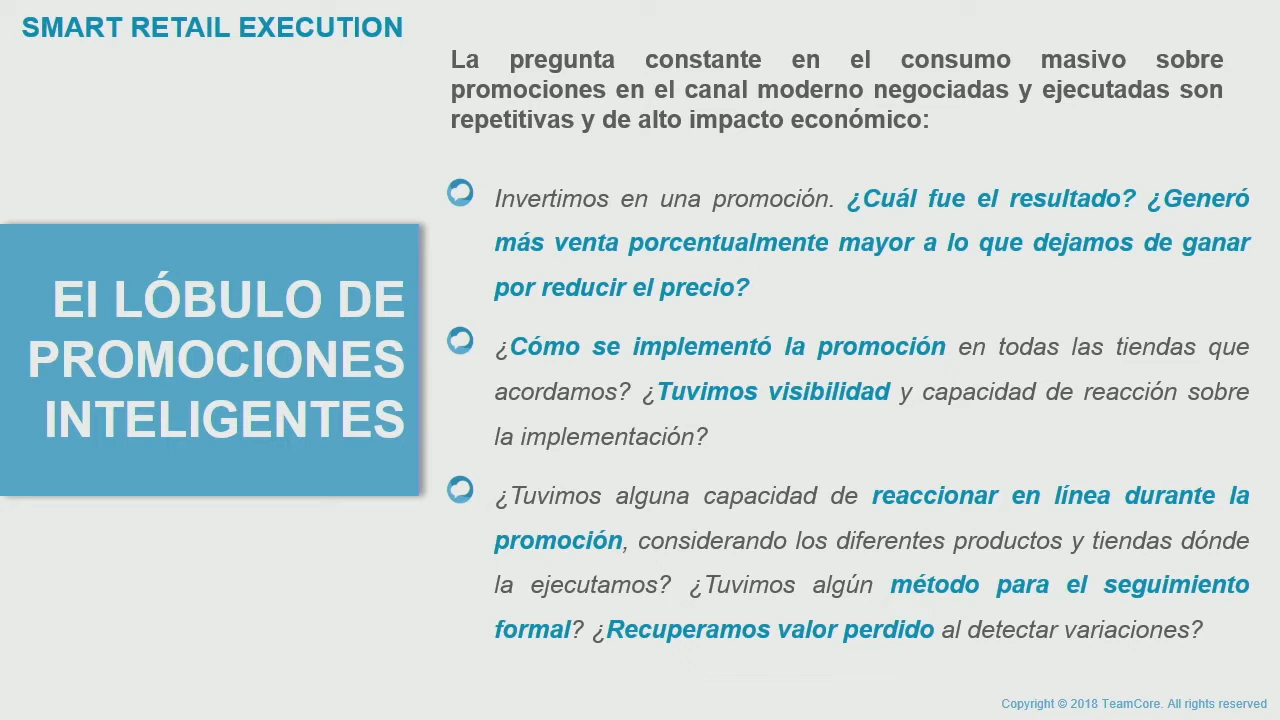 SMART RETAIL EXECUTION
La pregunta constante en el consumo masivo sobre
promociones en el canal moderno negociadas y ejecutadas son
repetitivas y de alto impacto económico:
El LÓBULO DE
PROMOCIONES
INTELIGENTES
Invertimos en una promoción. ¿Cuál fue el resultado? ¿Generó
más venta porcentualmente mayor a lo que dejamos de ganar
por reducir el precio?
¿Cómo se implementó la promoción en todas las tiendas que
acordamos? ¿Tuvimos visibilidad y capacidad de reacción sobre
la implementación?
¿Tuvimos alguna capacidad de reaccionar en línea durante la
promoción, considerando los diferentes productos y tiendas dónde
la ejecutamos? ¿Tuvimos algún método para el seguimiento
formal? ¿Recuperamos valor perdido al detectar variaciones?
Copyright © 2018 TeamCore. All rights reserved